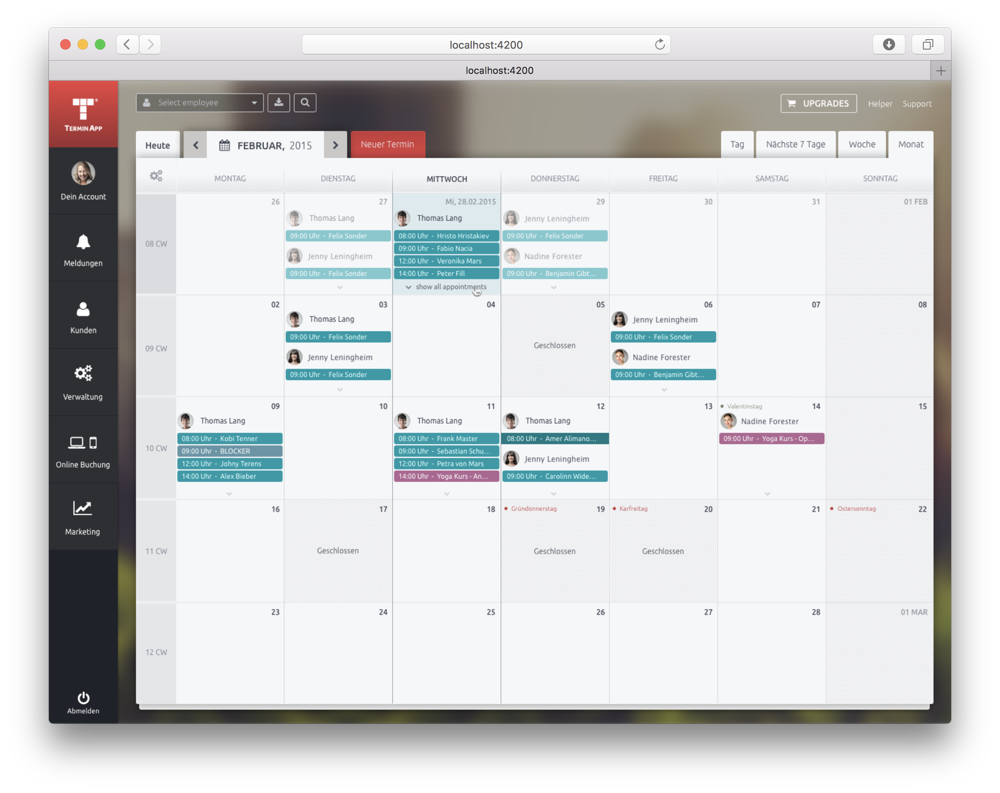 localhost:4200
localhost:4200
TERMINAPP
Select employee
UPGRADES
Helper
Support
Heute
FEBRUAR, 2015
Neuer Termin
Tag
Nächste 7 Tage
Woche
Monat
Dein Account
Meldungen
Kunden
Verwaltung
Online Buchung
Marketing
Abmelden
MONTAG
DIENSTAG
MITTWOCH
DONNERSTAG
FREITAG
SAMSTAG
SONNTAG
08 CW
26
27
Thomas Lang
09:00 Uhr - Felix Sonder
Jenny Leningheim
09:00 Uhr - Felix Sonder
Mi, 28.02.2015
Thomas Lang
08:00 Uhr - Hristo Hristakiev
09:00 Uhr - Fabio Nacia
12:00 Uhr - Veronika Mars
14:00 Uhr - Peter Fill
show all appointments
29
Jenny Leningheim
09:00 Uhr - Felix Sonder
Nadine Forester
09:00 Uhr - Benjamin Gibt...
30
31
01 FEB
09 CW
02
03
Thomas Lang
09:00 Uhr - Felix Sonder
Jenny Leningheim
09:00 Uhr - Felix Sonder
04
05
Geschlossen
06
Jenny Leningheim
09:00 Uhr - Felix Sonder
Nadine Forester
09:00 Uhr - Benjamin Gibt...
07
08
10 CW
09
Thomas Lang
08:00 Uhr - Kobi Tenner
09:00 Uhr - BLOCKER
12:00 Uhr - Johny Terens
14:00 Uhr - Alex Bieber
10
11
Thomas Lang
08:00 Uhr - Frank Master
09:00 Uhr - Sebastian Schu...
12:00 Uhr - Petra von Mars
14:00 Uhr - Yoga Kurs - An...
12
Thomas Lang
08:00 Uhr - Amer Alimano...
Jenny Leningheim
09:00 Uhr - Carolinn Wide...
13
Valentinstag
14
Nadine Forester
09:00 Uhr - Yoga Kurs - Op...
15
11 CW
16
17
Geschlossen
18
Gründonnerstag
19
Geschlossen
Karfreitag
20
Geschlossen
21
Ostersonntag
22
12 CW
23
24
25
26
27
28
01 MAR